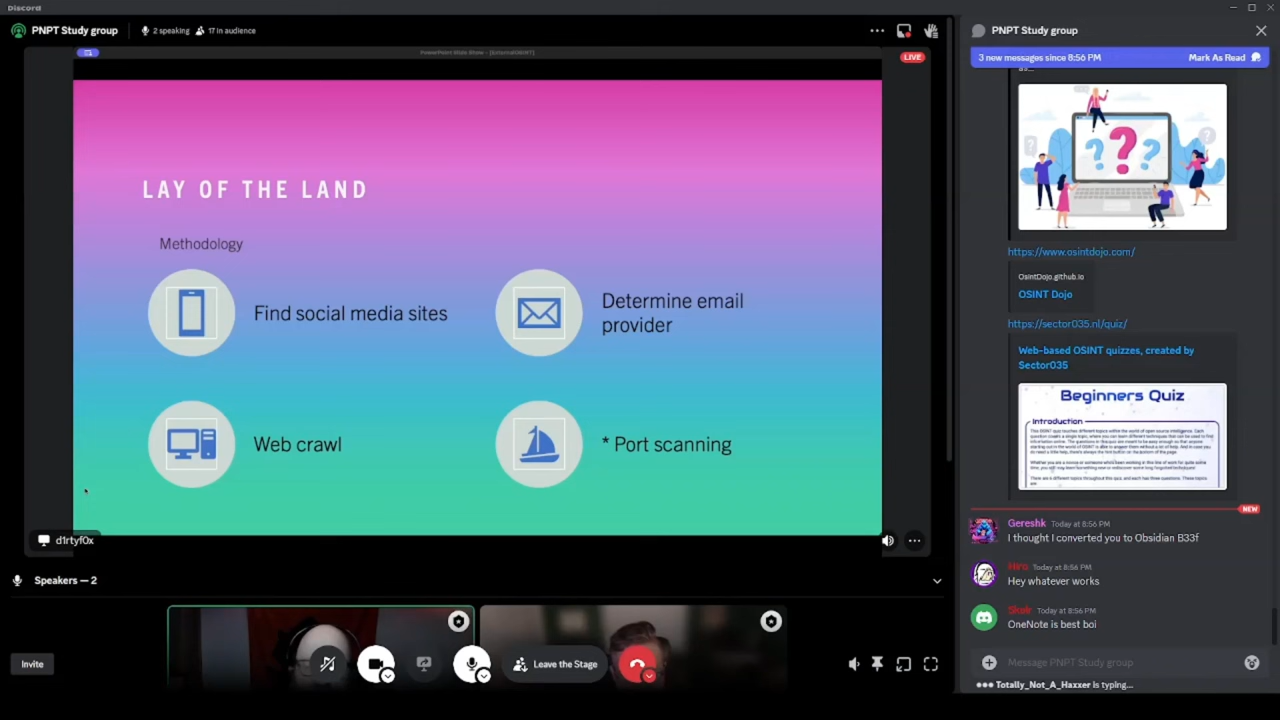 Discord
PNPT Study group
2 speaking
17 in audience
PowerPoint Slide Show - [ExternalOSINT]
LIVE
LAY OF THE LAND
Methodology
Find social media sites
Determine email
provider
Web crawl
* Port scanning
d1rtyf0x
Speakers — 2
Invite
Leave the Stage
PNPT Study group
3 new messages since 8:56 PM
Mark As Read
https://www.osintdojo.com/
OsintDojo.github.io
OSINT Dojo
https://sector035.nl/quiz/
Web-based OSINT quizzes, created by
Sector035
Beginners Quiz
Introduction
NEW
Gereshk Today at 8:56 PM
I thought I converted you to Obsidian B33f
Hiro Today at 8:56 PM
Hey whatever works
Today at 8:56 PM
OneNote is best boi
Message PNPT Study group
Totally_Not_A_Haxxer is typing...